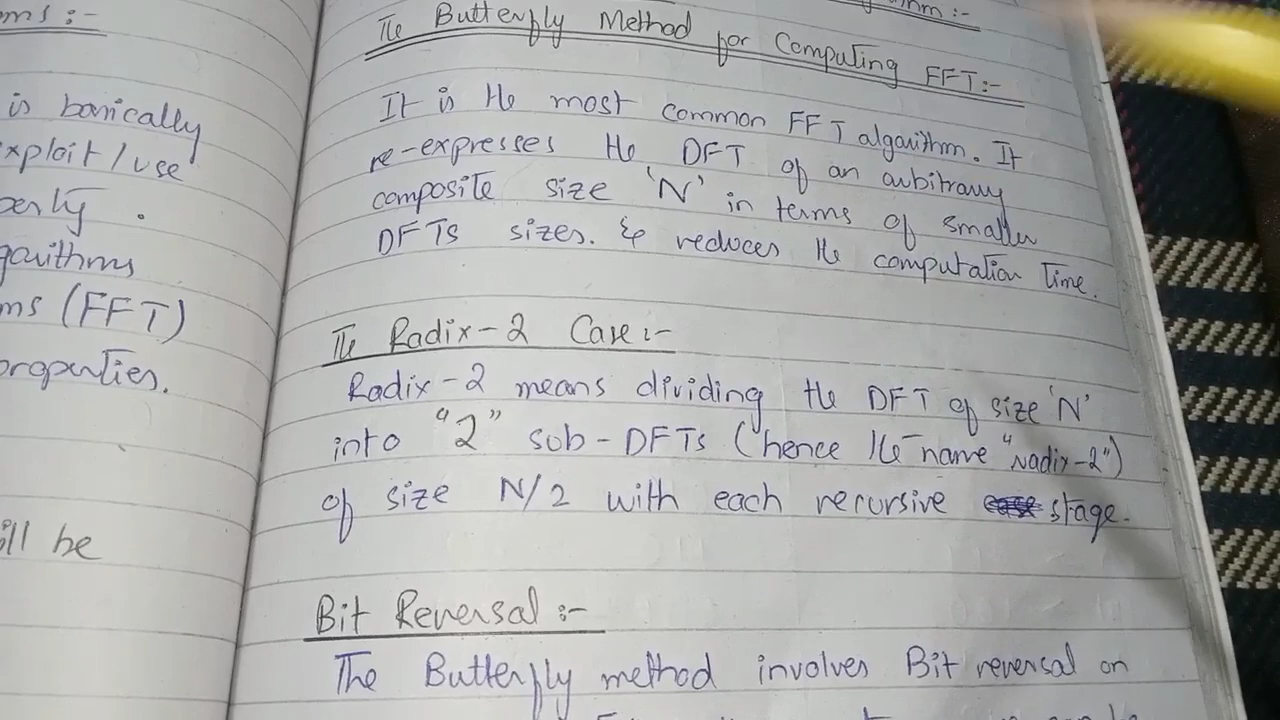 ms :-
is basically
xploit / use
perty .
gorithms
ms (FFT)
properties.
ill be
The Butterfly Method for Computing FFT:-
It is the most common FFT algorithm. It
re-expresses the DFT of an arbitrary
composite size 'N' in terms of smaller
DFTs sizes. & reduces the computation time.
The Radix-2 Case:-
Radix-2 means dividing the DFT of size 'N'
into "2" sub-DFTs (hence the name "radix-2")
of size N/2 with each recursive stage.
Bit Reversal :-
The Butterfly method involves Bit reversal on